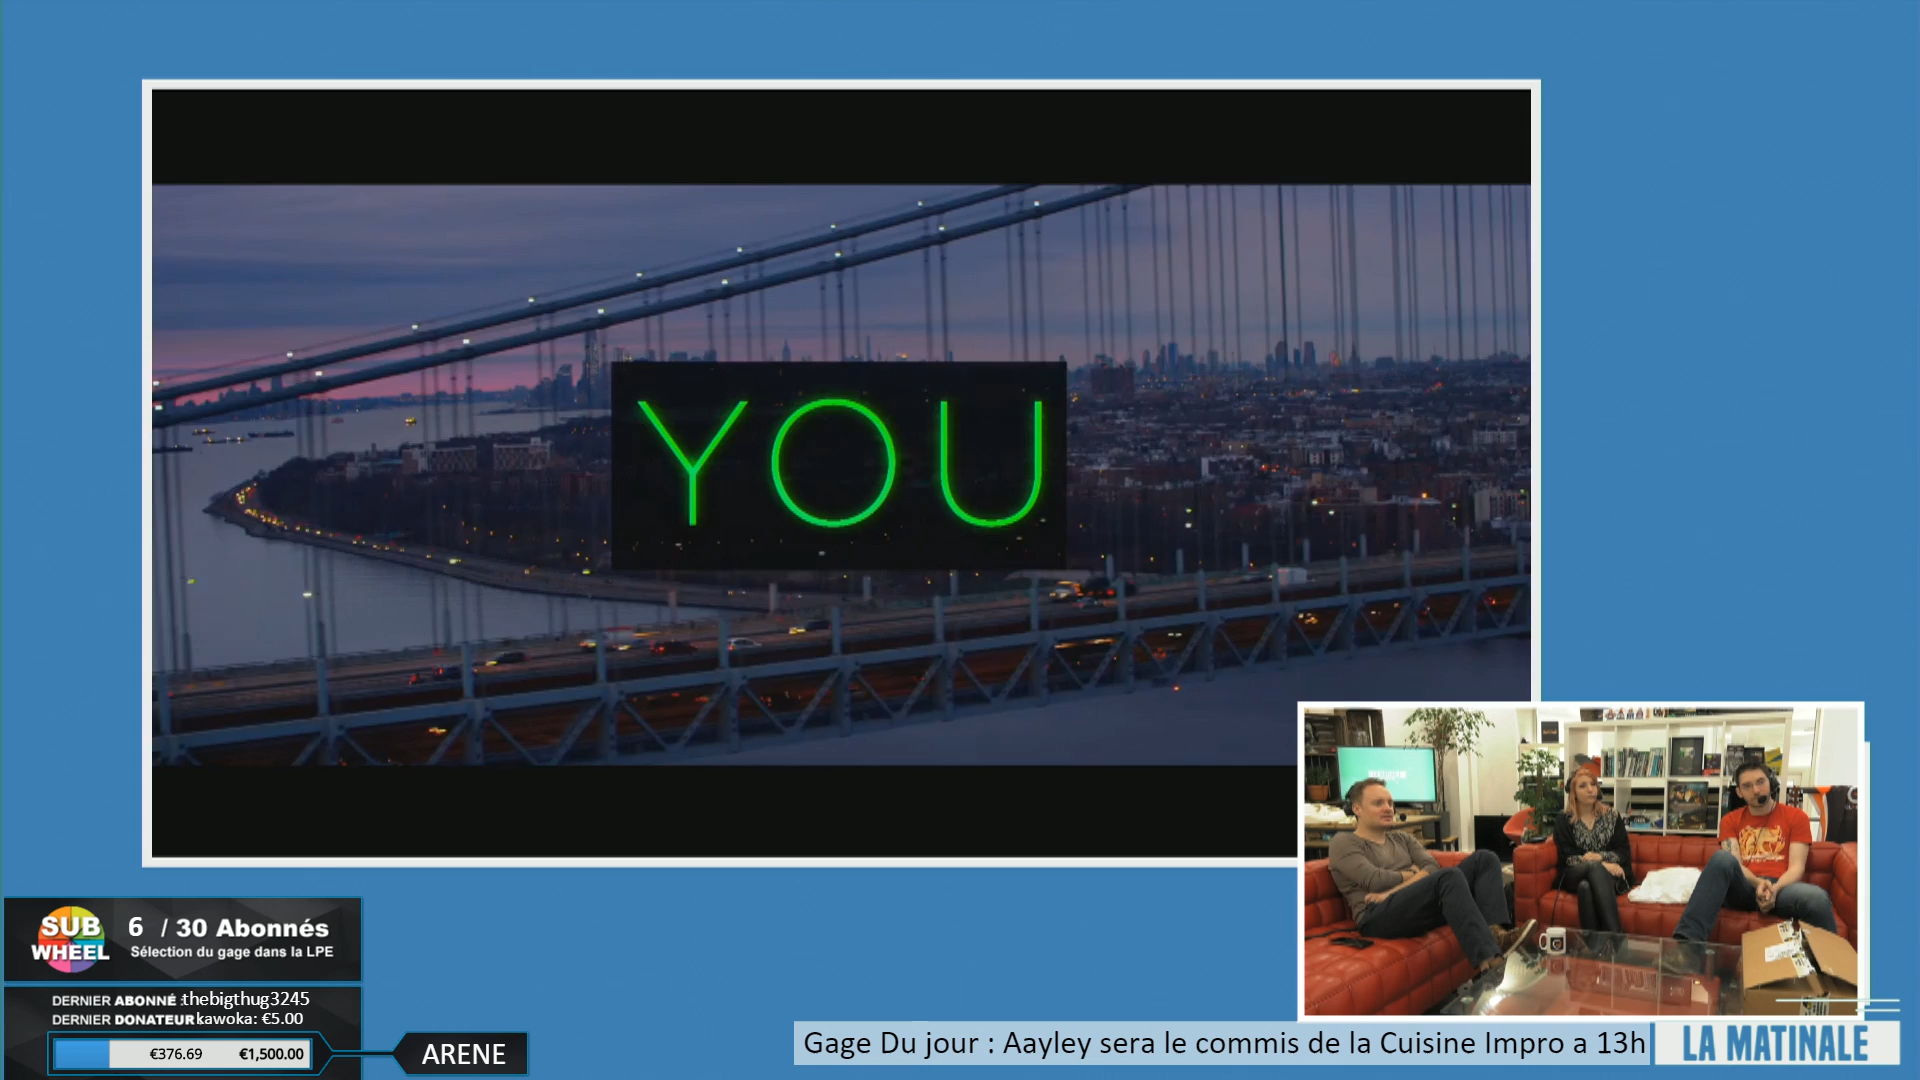 YOU
SUB
WHEEL
6 / 30 Abonnés
Sélection du gage dans la LPE
DERNIER ABONNÉ :thebigthug3245
DERNIER DONATEUR kawoka: €5.00
€376.69 €1,500.00
ARENE
Gage Du jour : Aayley sera le commis de la Cuisine Impro a 13h
LA MATINALE